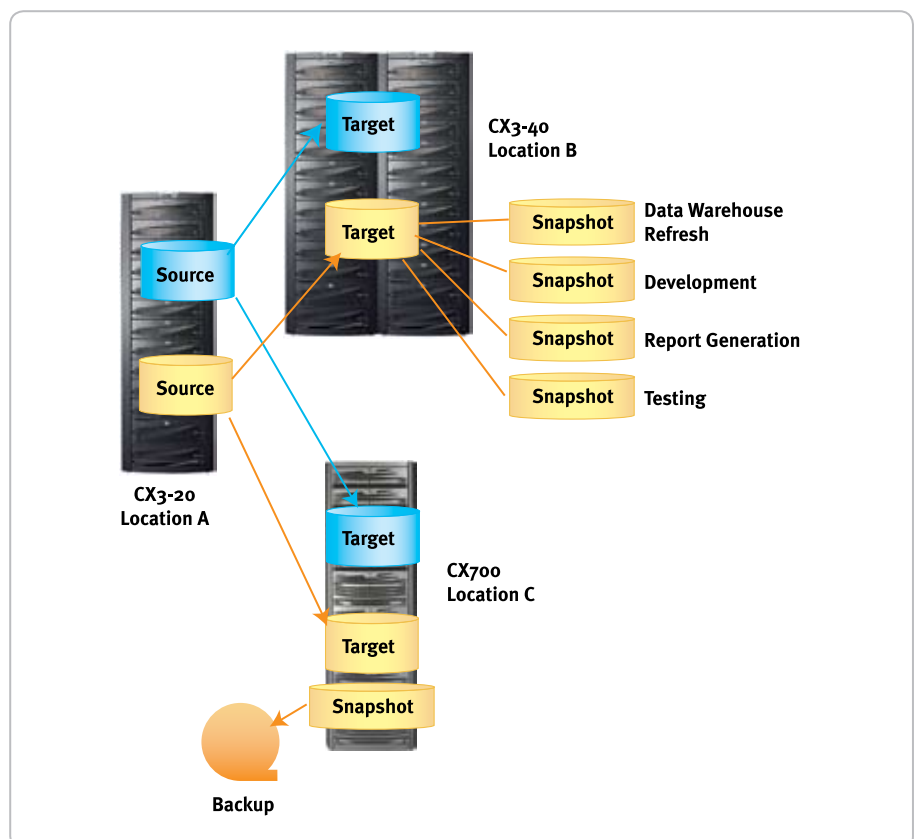 Target
CX3-40
Location B
Target
Snapshot
Data Warehouse
Refresh
Snapshot
Development
Snapshot
Report Generation
Snapshot
Testing
Source
Source
CX3-20
Location A
Target
CX700
Location C
Target
Snapshot
Backup